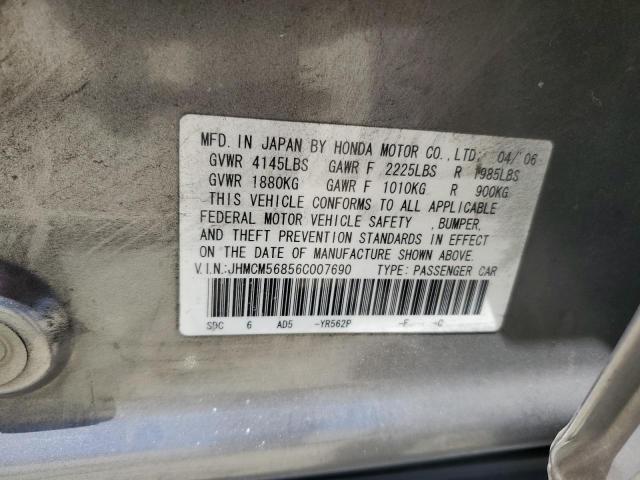 MFD. IN JAPAN BY HONDA MOTOR CO.,LTD. 04/06
GVWR 4145LBS GAWR F 2225LBS R 1985LBS
GVWR 1880KG GAWR F 1010KG R 900KG
THIS VEHICLE CONFORMS TO ALL APPLICABLE
FEDERAL MOTOR VEHICLE SAFETY ,BUMPER,
AND THEFT PREVENTION STANDARDS IN EFFECT
ON THE DATE OF MANUFACTURE SHOWN ABOVE.
V.I.N.:JHMCM56856C007690 TYPE: PASSENGER CAR
SDC 6 AD5 -YR562P -F -C